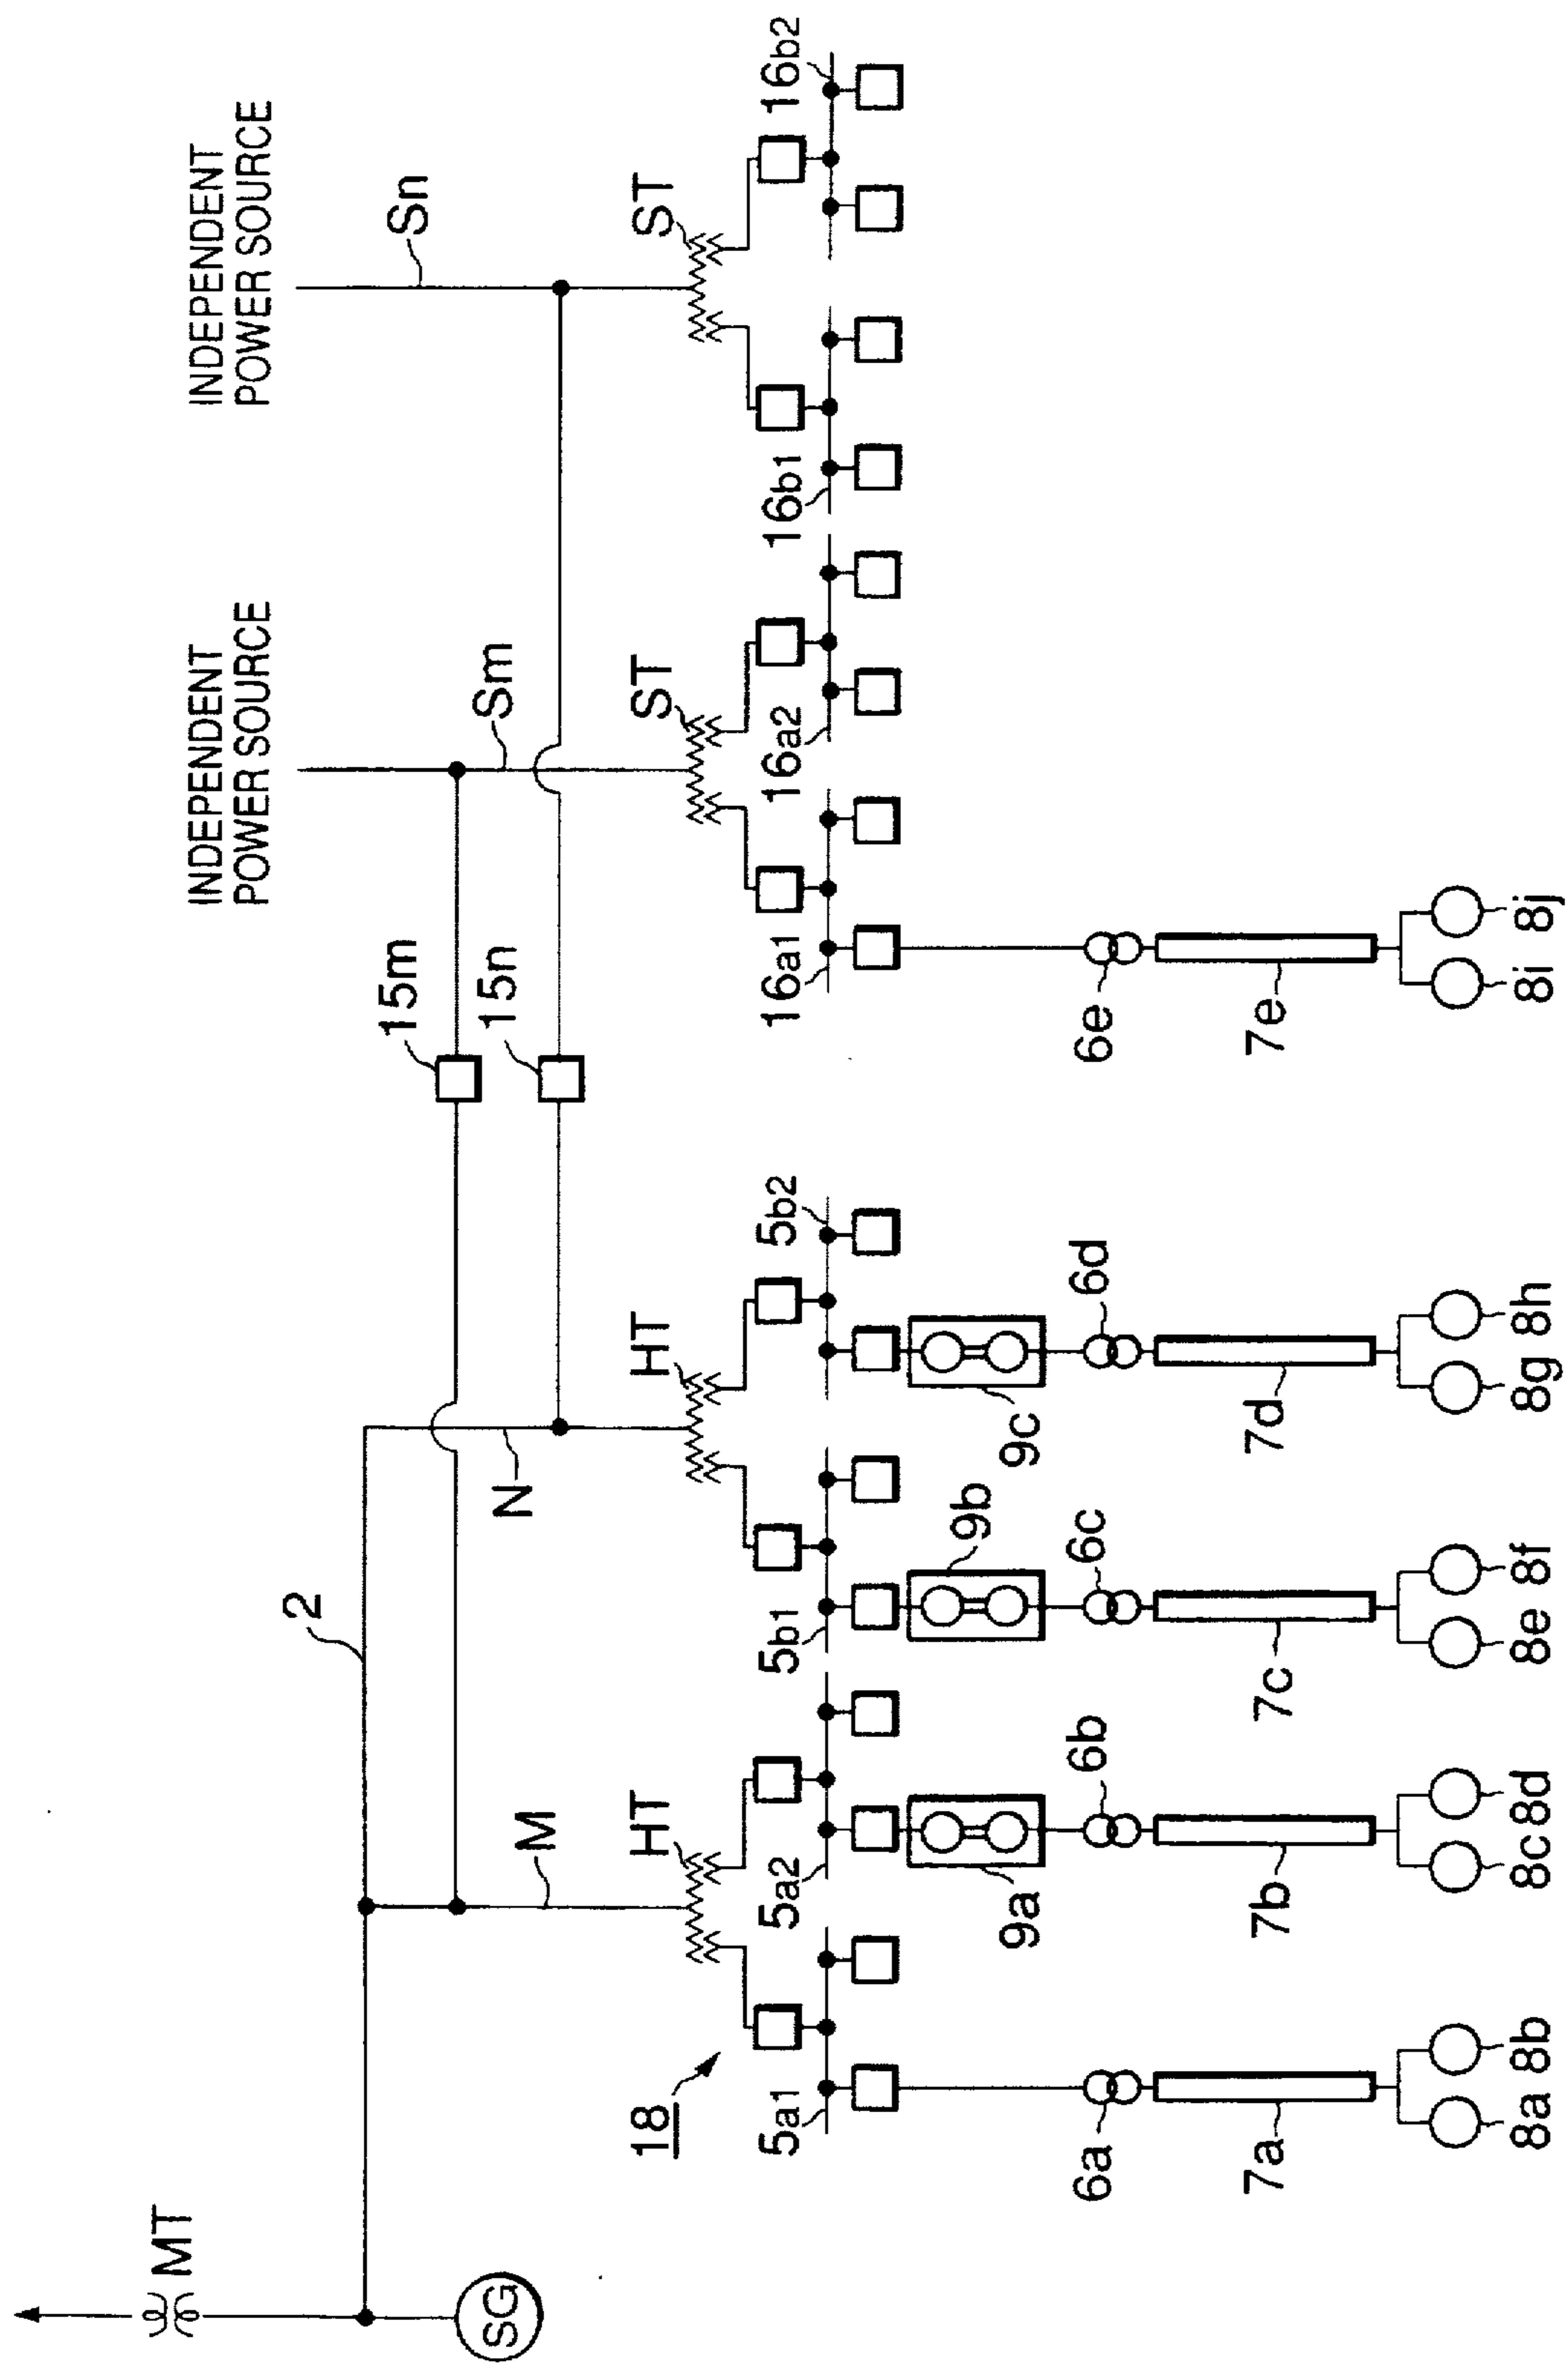 INDEPENDENT
POWER SOURCE
INDEPENDENT
POWER SOURCE
MT
SG
2
M
N
15m
15n
Sm
Sn
18
HT
HT
ST
ST
5a1
5a2
5b1
5b2
16a1
16a2
16b1
16b2
9a
9b
9c
6a
6b
6c
6d
6e
7a
7b
7c
7d
7e
8a
8b
8c
8d
8e
8f
8g
8h
8i
8j